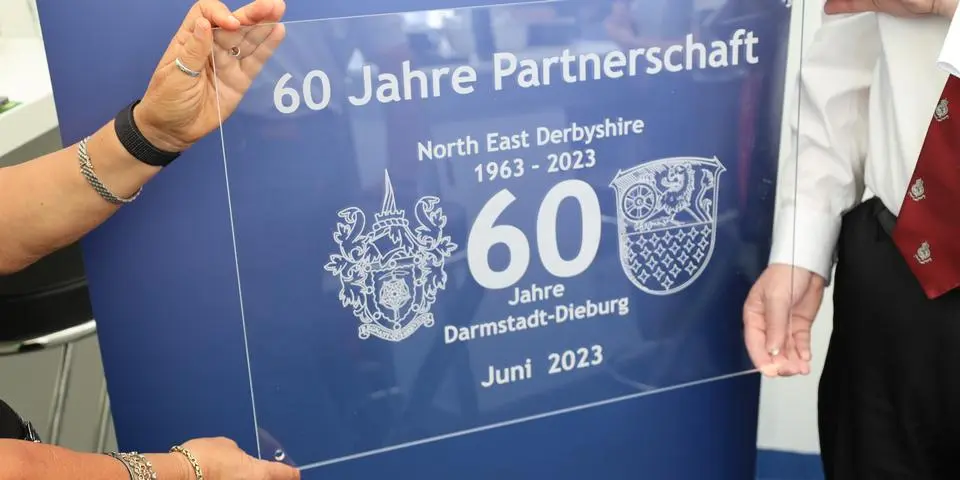 60 Jahre Partnerschaft
North East Derbyshire
1963 - 2023
60
Jahre
Darmstadt-Dieburg
Juni 2023